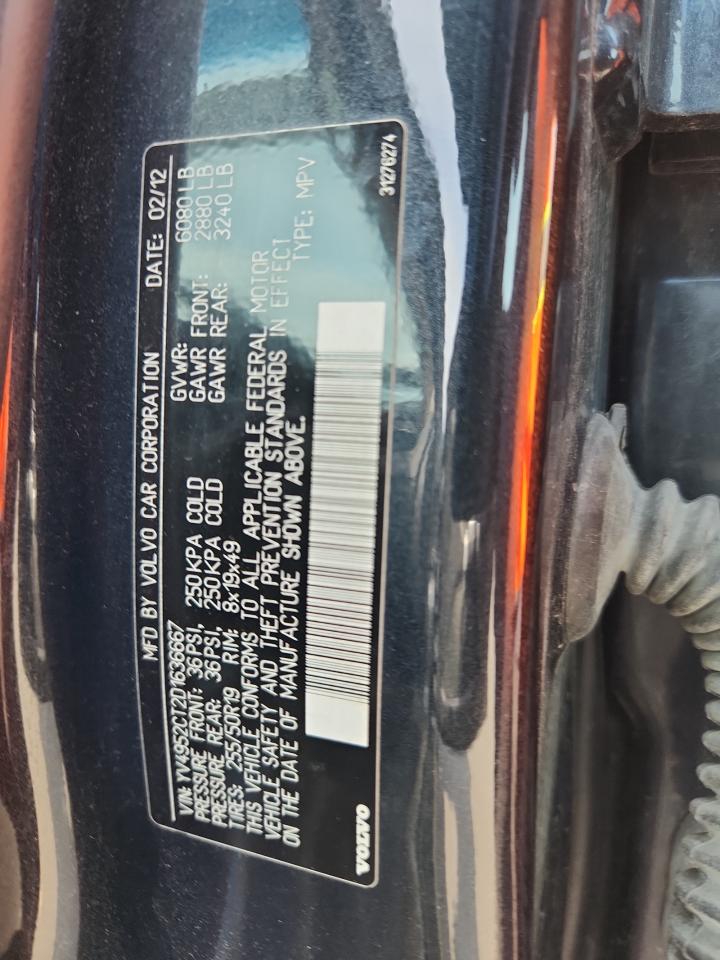 MFD BY VOLVO CAR CORPORATION DATE: 02/12
VIN: YV4952CT2D1636667 GVWR: 6080 LB
PRESSURE FRONT: 36PSI, 250KPA COLD GAWR FRONT: 2880 LB
PRESSURE REAR: 36PSI, 250KPA COLD GAWR REAR: 3240 LB
TIRES: 255/50R19 RIM: 8x19x49
THIS VEHICLE CONFORMS TO ALL APPLICABLE FEDERAL MOTOR
VEHICLE SAFETY AND THEFT PREVENTION STANDARDS IN EFFECT
ON THE DATE OF MANUFACTURE SHOWN ABOVE. TYPE: MPV
VOLVO 31276274